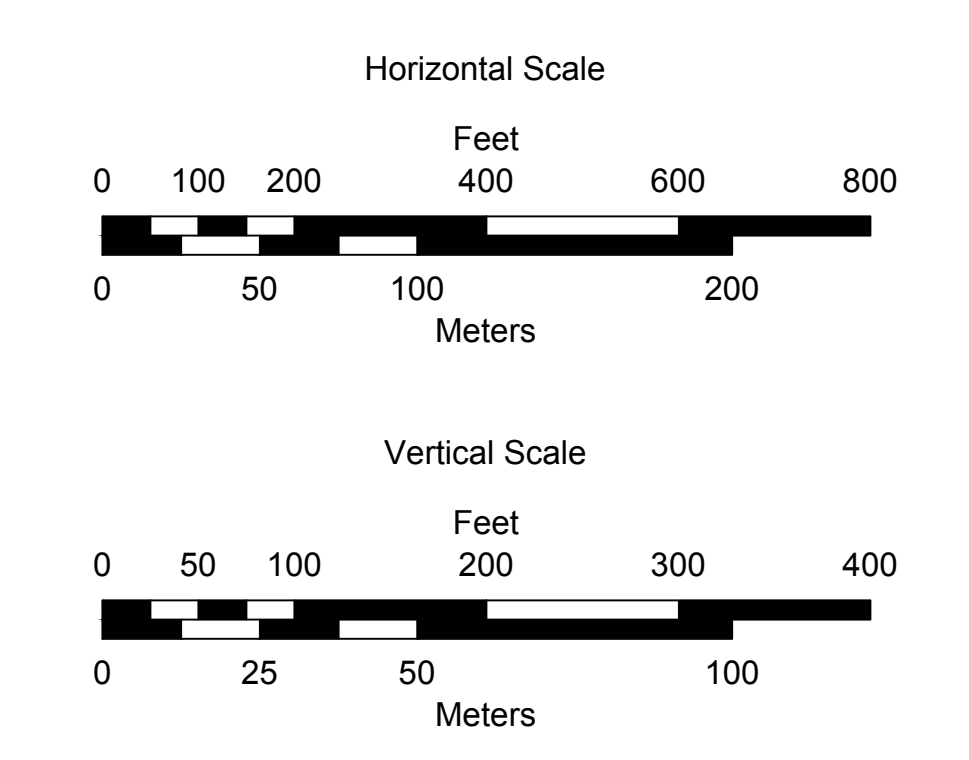 Horizontal Scale
Feet
0 100 200 400 600 800
0 50 100 200
Meters
Vertical Scale
Feet
0 50 100 200 300 400
0 25 50 100
Meters